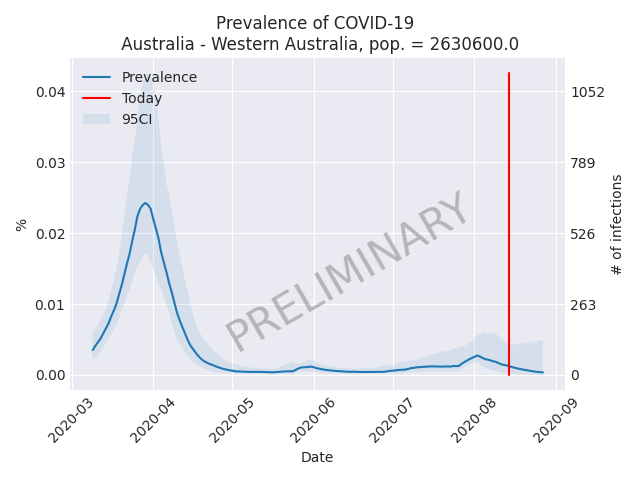 Prevalence of COVID-19
Australia - Western Australia, pop. = 2630600.0
Prevalence
Today
95CI
PRELIMINARY
%
0.04
0.03
0.02
0.01
0.00
1052
789
526
263
0
# of infections
2020-03
2020-04
2020-05
2020-06
2020-07
2020-08
2020-09
Date